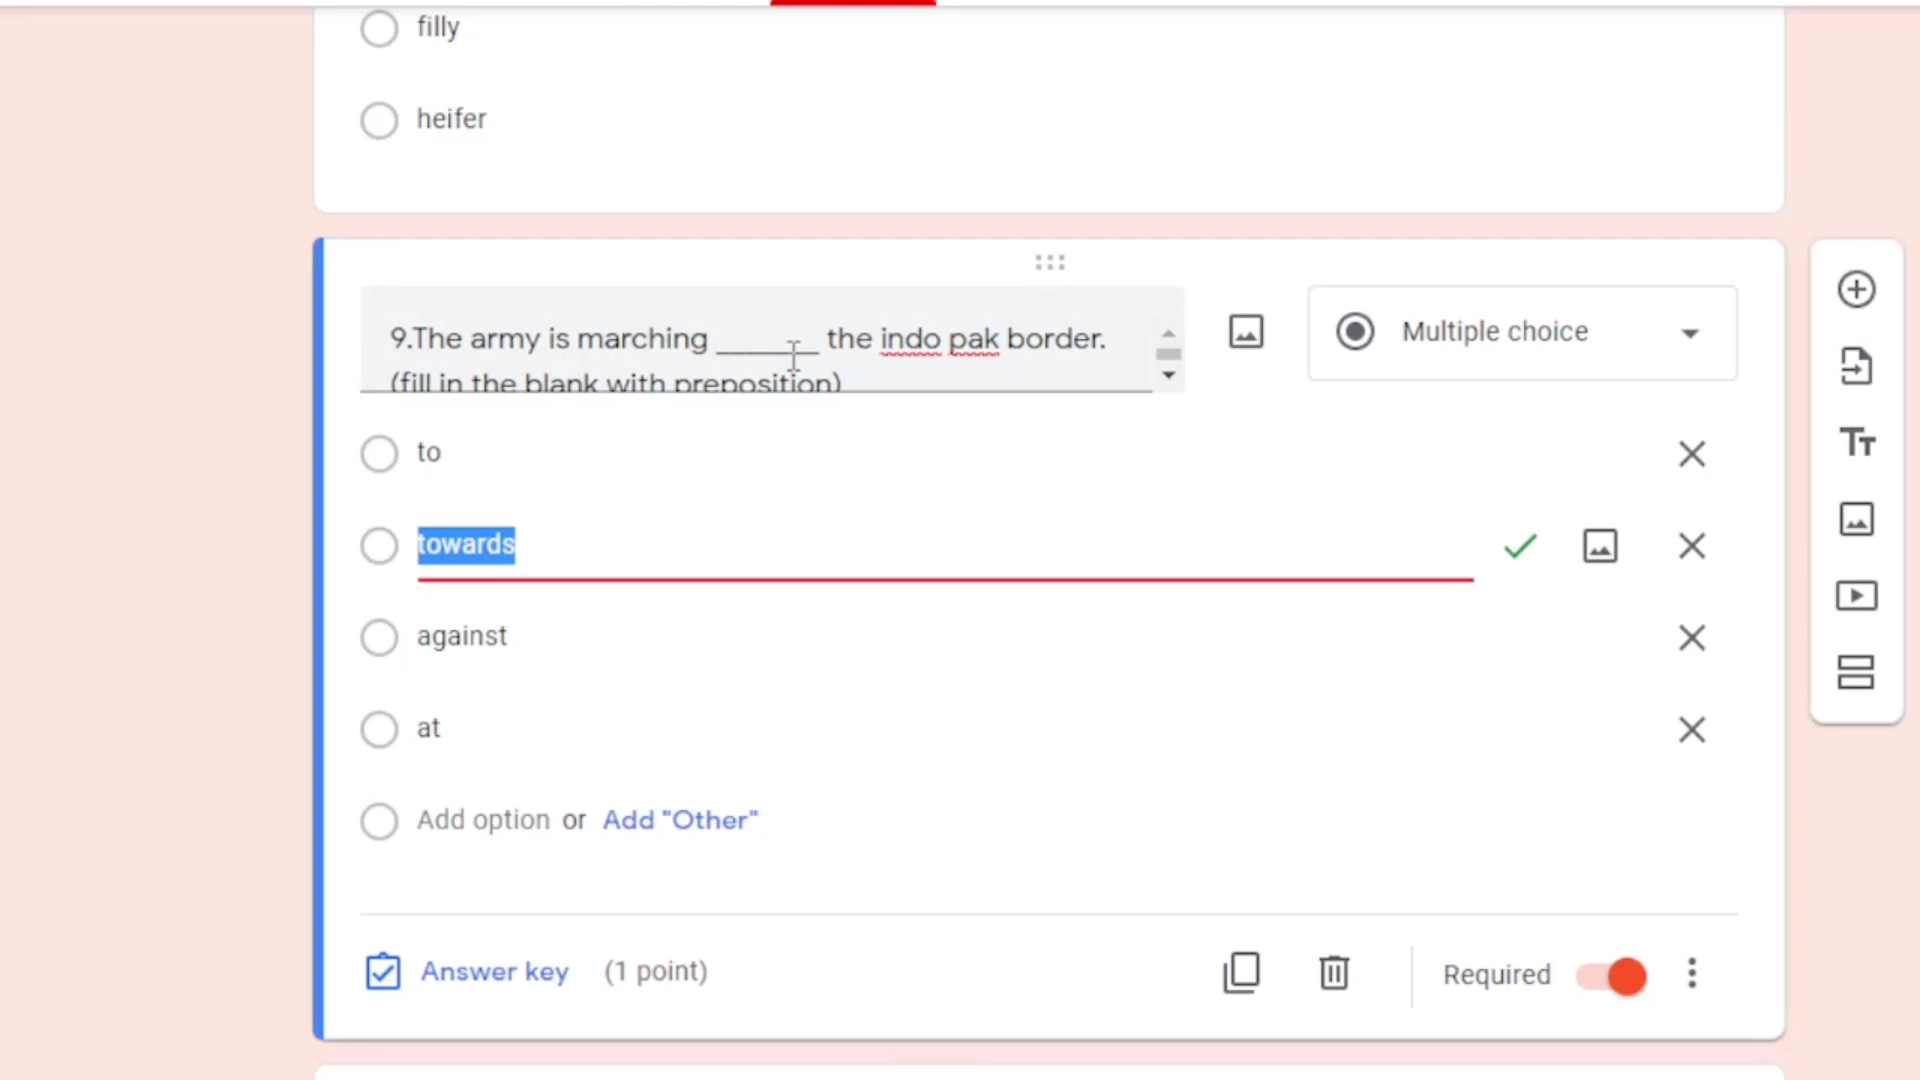 filly
heifer
9.The army is marching _______ the indo pak border.
(fill in the blank with preposition)
Multiple choice
to
towards
against
at
Add option or Add "Other"
Answer key (1 point)
Required